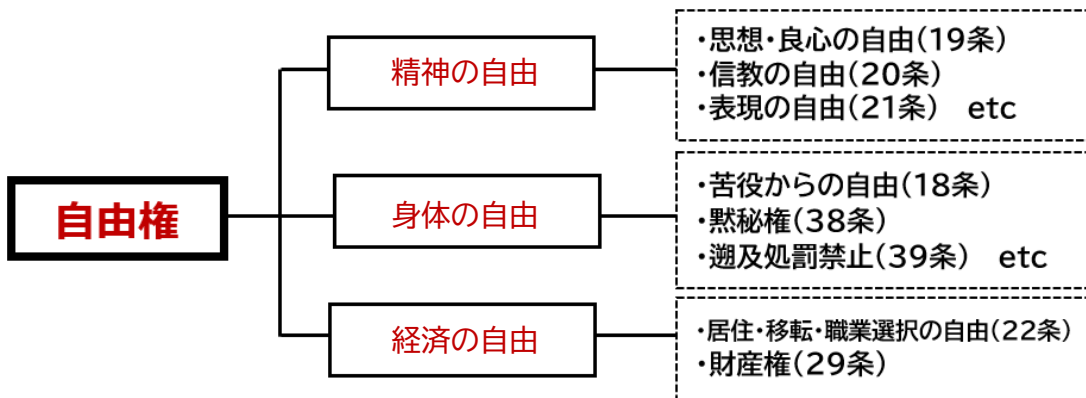 自由権
精神の自由
・思想・良心の自由(19条)
・信教の自由(20条)
・表現の自由(21条) etc
身体の自由
・苦役からの自由(18条)
・黙秘権(38条)
・遡及処罰禁止(39条) etc
経済の自由
・居住・移転・職業選択の自由(22条)
・財産権(29条)